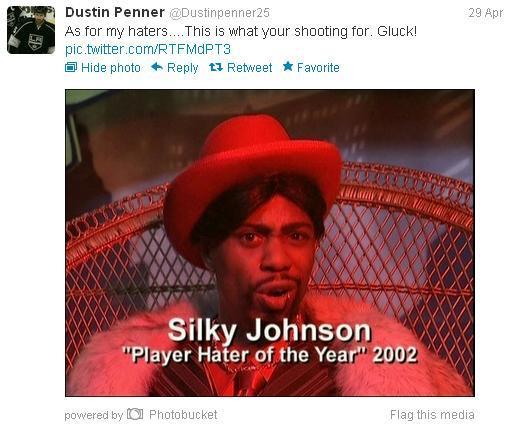 Dustin Penner @Dustinpenner25 29 Apr
As for my haters....This is what your shooting for. Gluck!
pic.twitter.com/RTFMdPT3
Hide photo Reply Retweet Favorite
Silky Johnson
"Player Hater of the Year" 2002
powered by Photobucket Flag this media